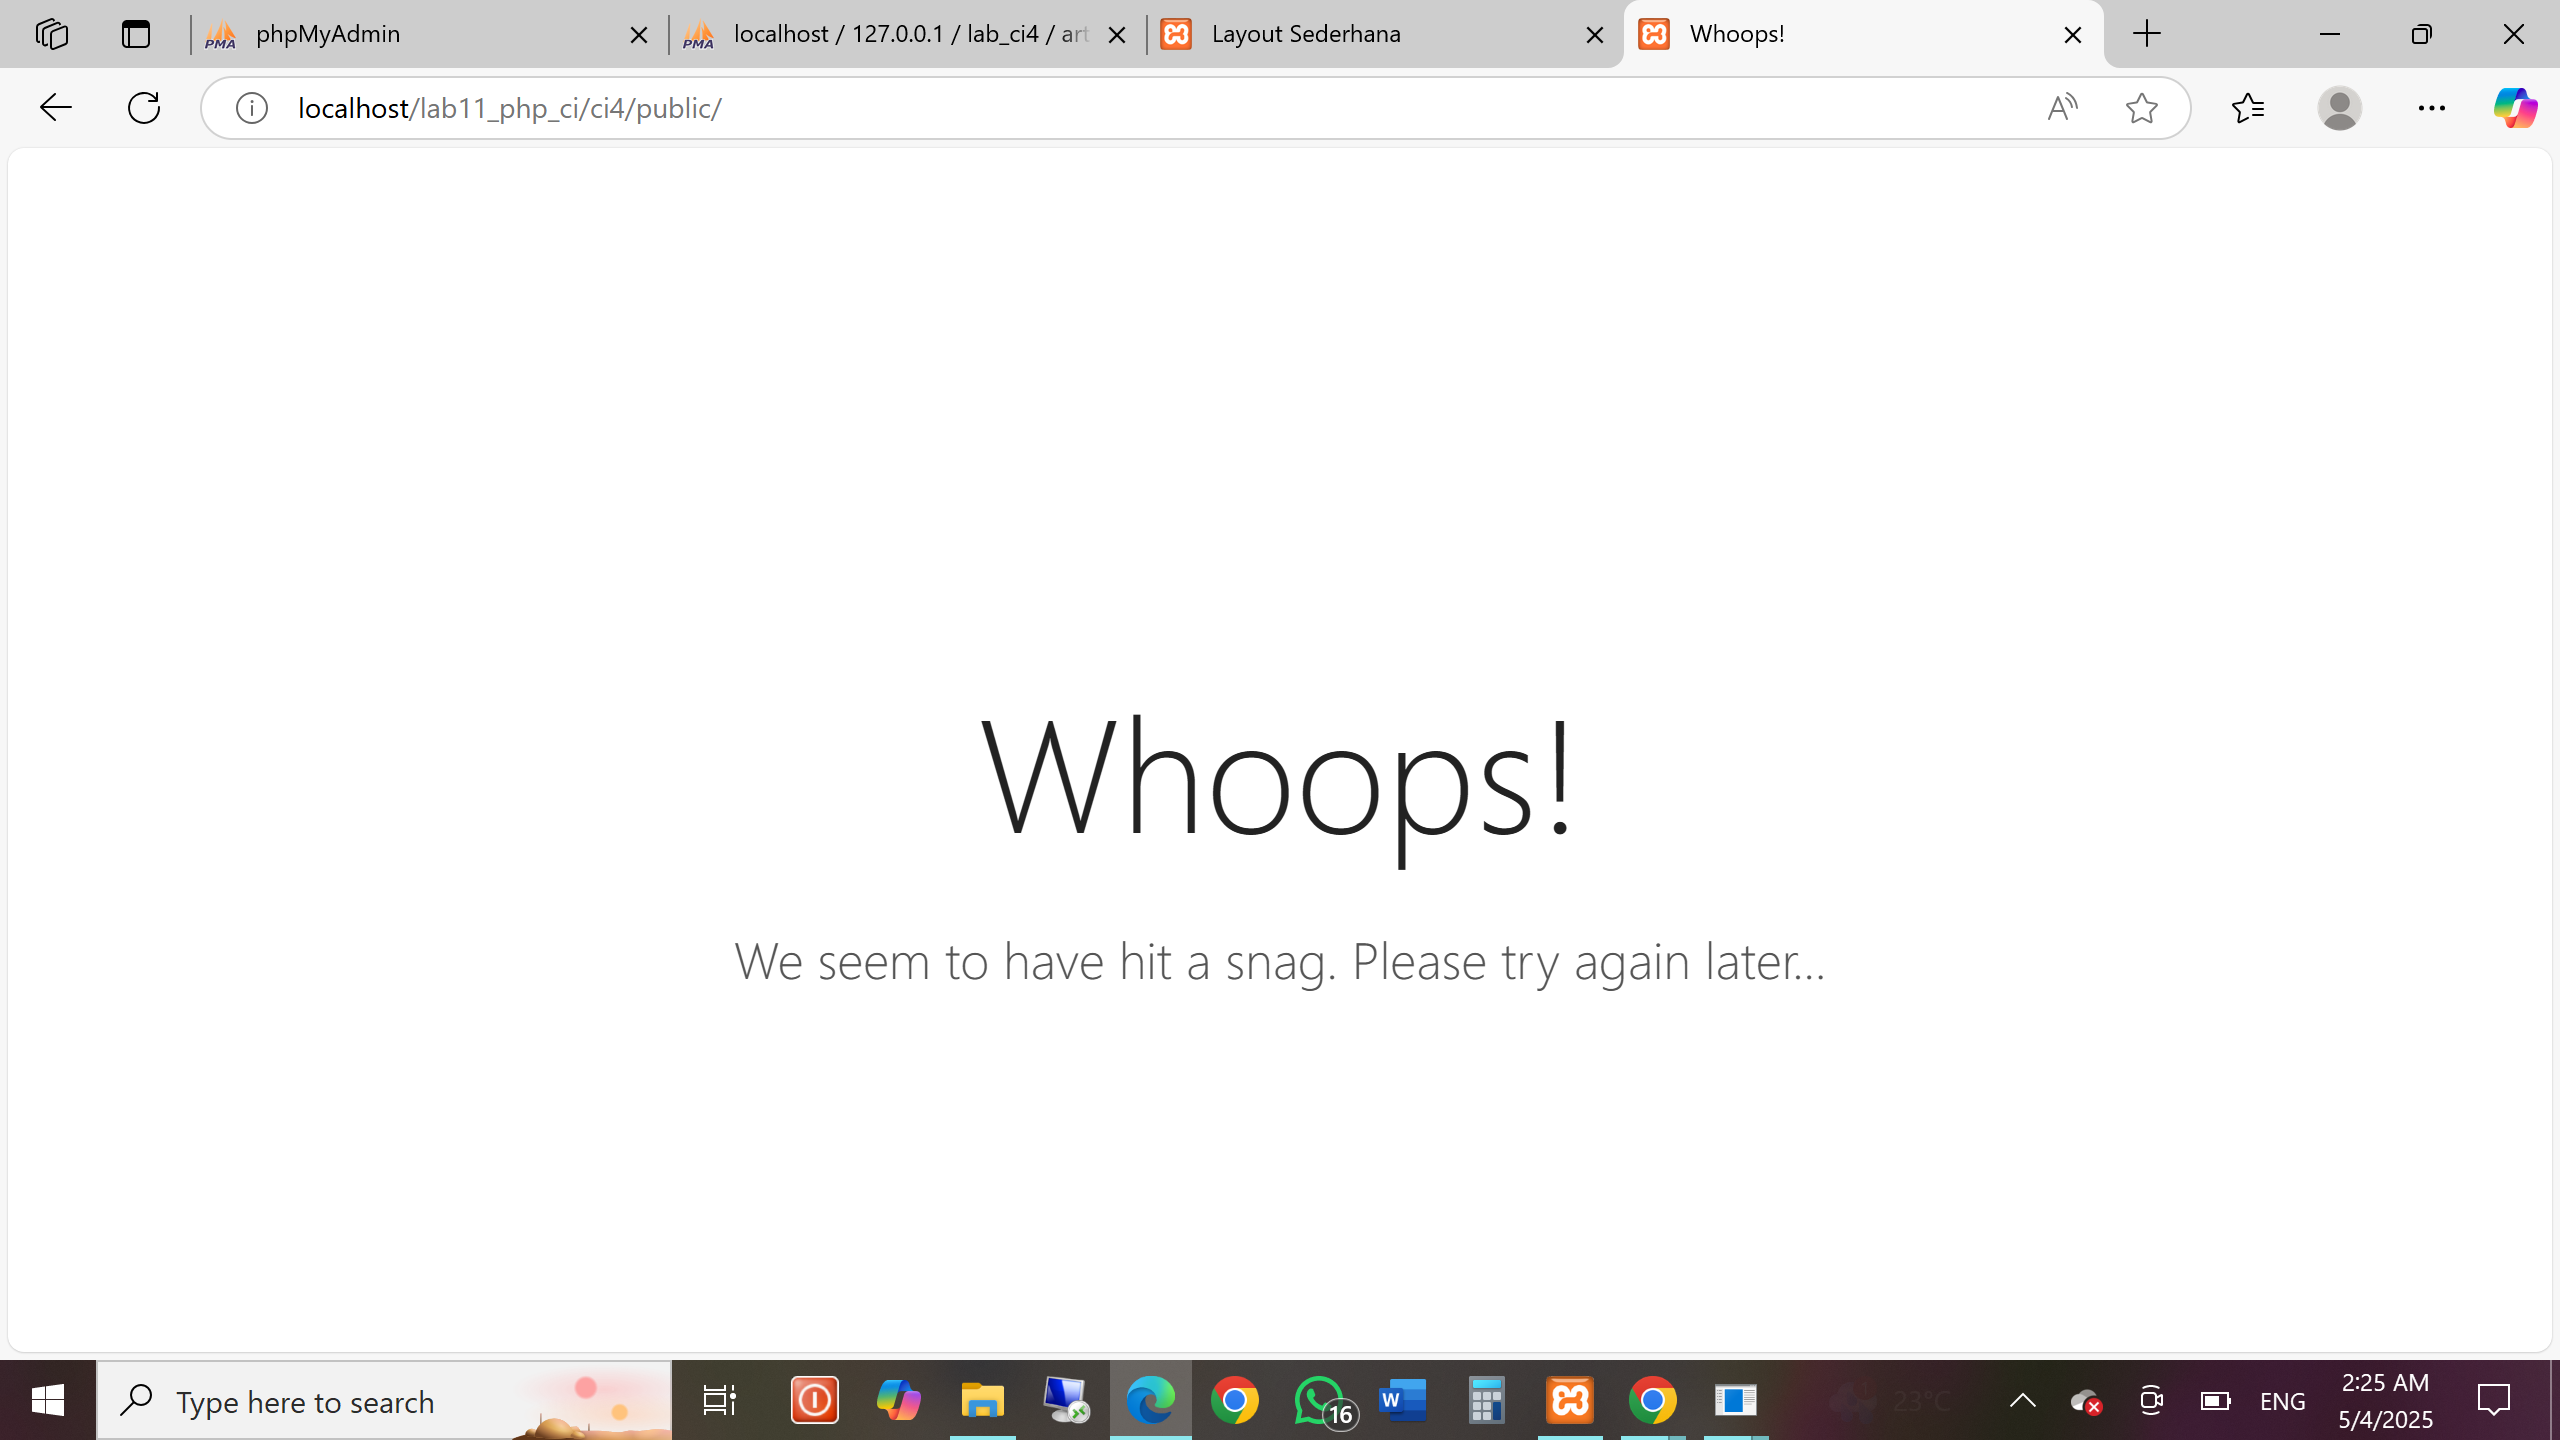 phpMyAdmin
localhost / 127.0.0.1 / lab_ci4 / art
Layout Sederhana
Whoops!
localhost/lab11_php_ci/ci4/public/
Whoops!
We seem to have hit a snag. Please try again later...
Type here to search
16
23°C
ENG
2:25 AM
5/4/2025